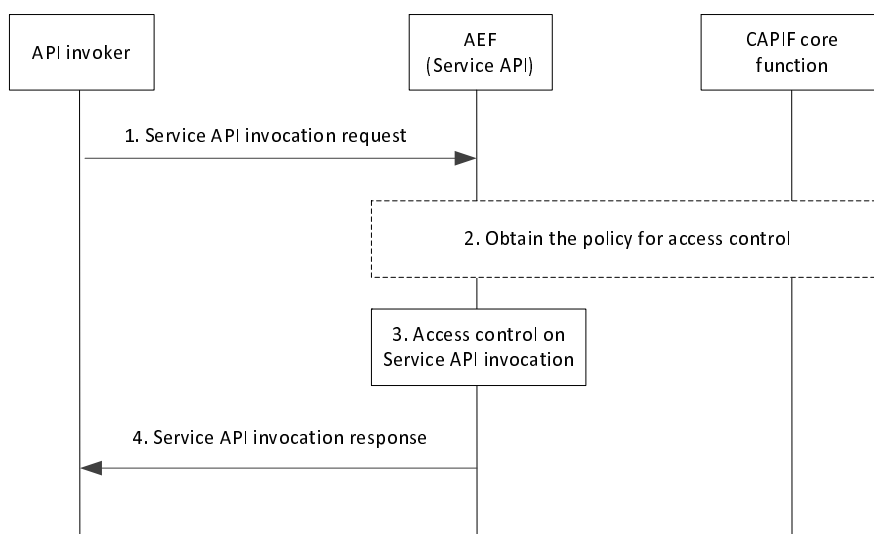 API invoker
AEF
(Service API)
CAPIF core
function
1. Service API invocation request
2. Obtain the policy for access control
3. Access control on
Service API invocation
4. Service API invocation response